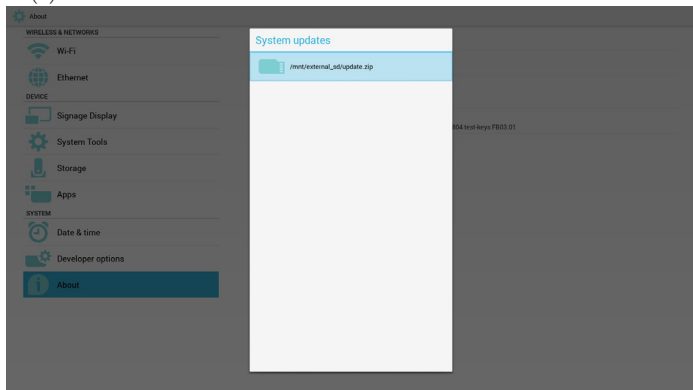 About
WIRELESS & NETWORKS
Wi-Fi
Ethernet
DEVICE
Signage Display
System Tools
Storage
Apps
SYSTEM
Date & time
Developer options
About
System updates
/mnt/external_sd/update.zip
804 test-keys FB03.01